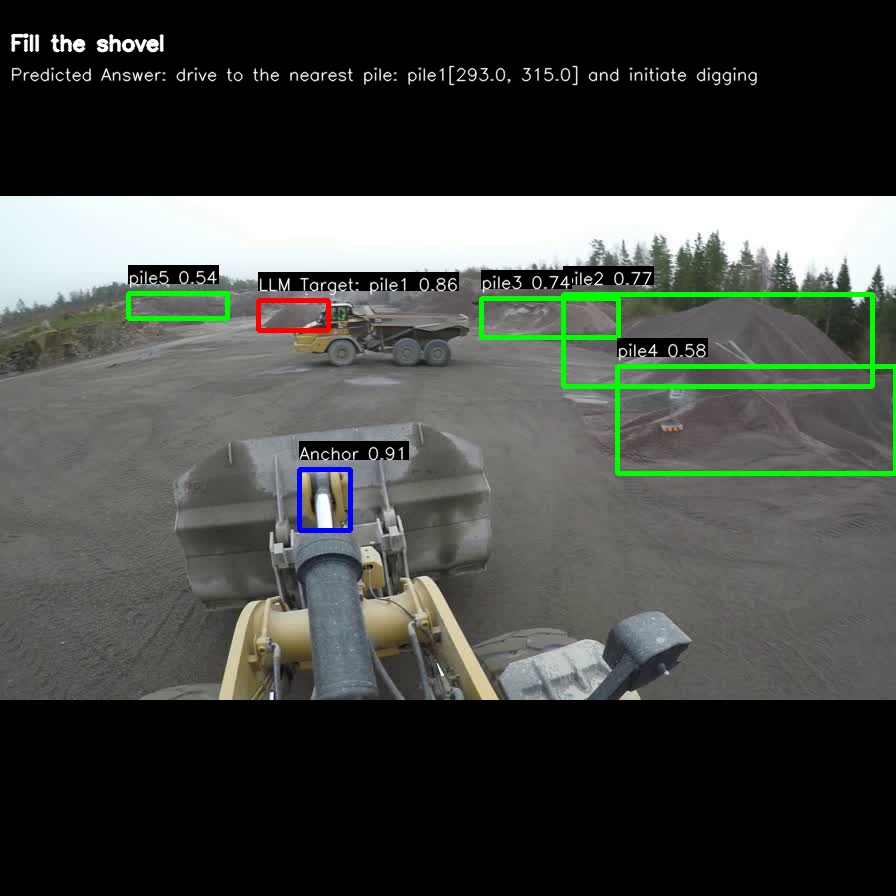 Fill the shovel
Predicted Answer: drive to the nearest pile: pile1[293.0, 315.0] and initiate digging
pile5 0.54
LLM Target: pile1 0.86
pile3 0.74
ile2 0.77
pile4 0.58
Anchor 0.91